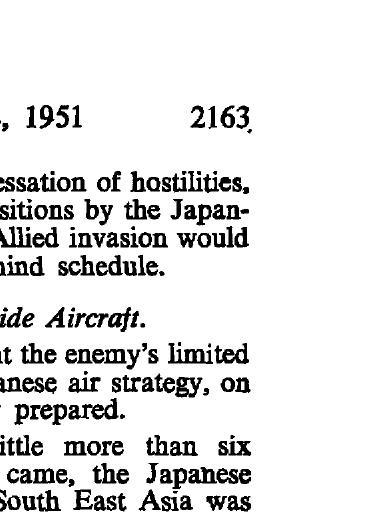 , 1951 2163
essation of hostilities,
sitions by the Japan-
Allied invasion would
hind schedule.
ide Aircraft.
at the enemy's limited
anese air strategy, on
prepared.
ittle more than six
came, the Japanese
South East Asia was